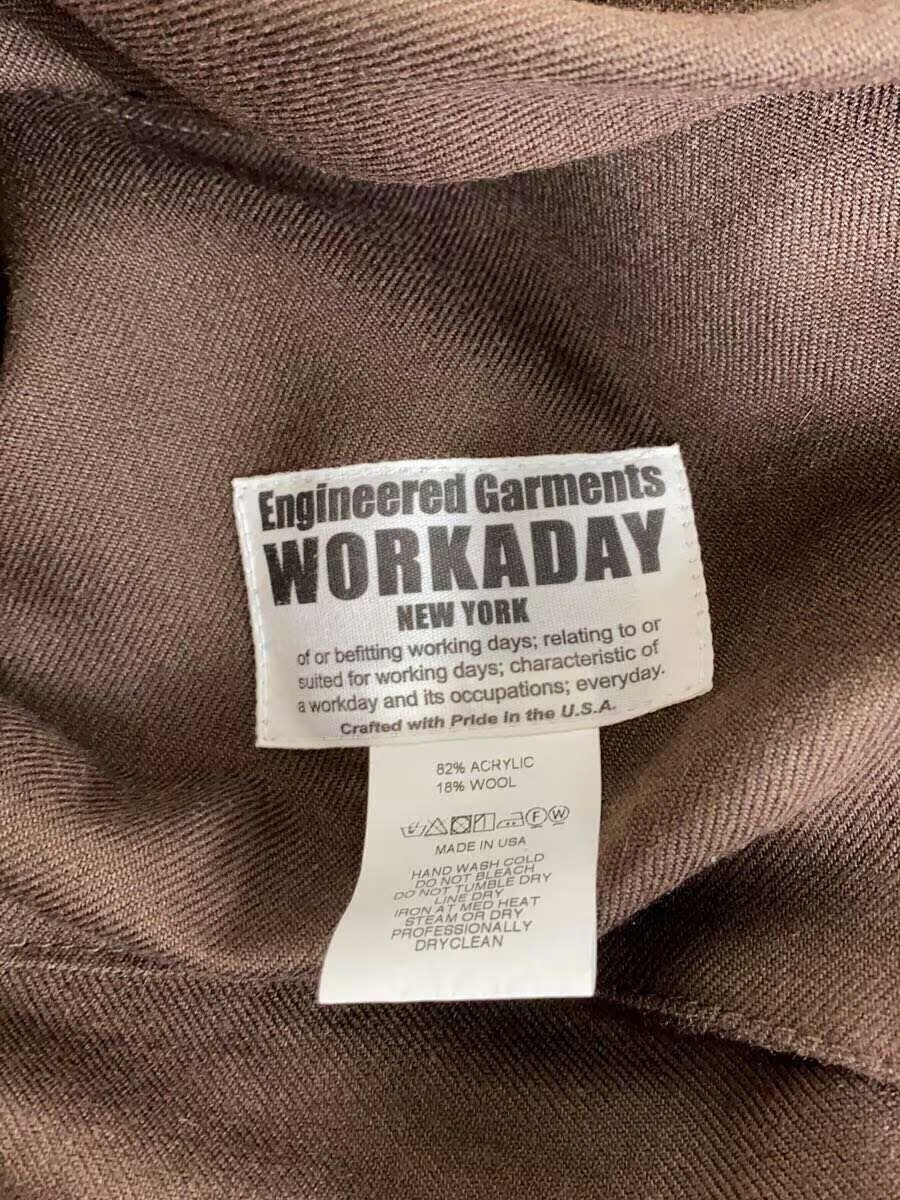 Engineered Garments
WORKADAY
NEW YORK
of or befitting working days; relating to or
suited for working days; characteristic of
a workday and its occupations; everyday.
Crafted with Pride in the U.S.A.
82% ACRYLIC
18% WOOL
F W
MADE IN USA
HAND WASH COLD
DO NOT BLEACH
DO NOT TUMBLE DRY
LINE DRY
IRON AT MED HEAT
STEAM OR DRY
PROFESSIONALLY
DRYCLEAN